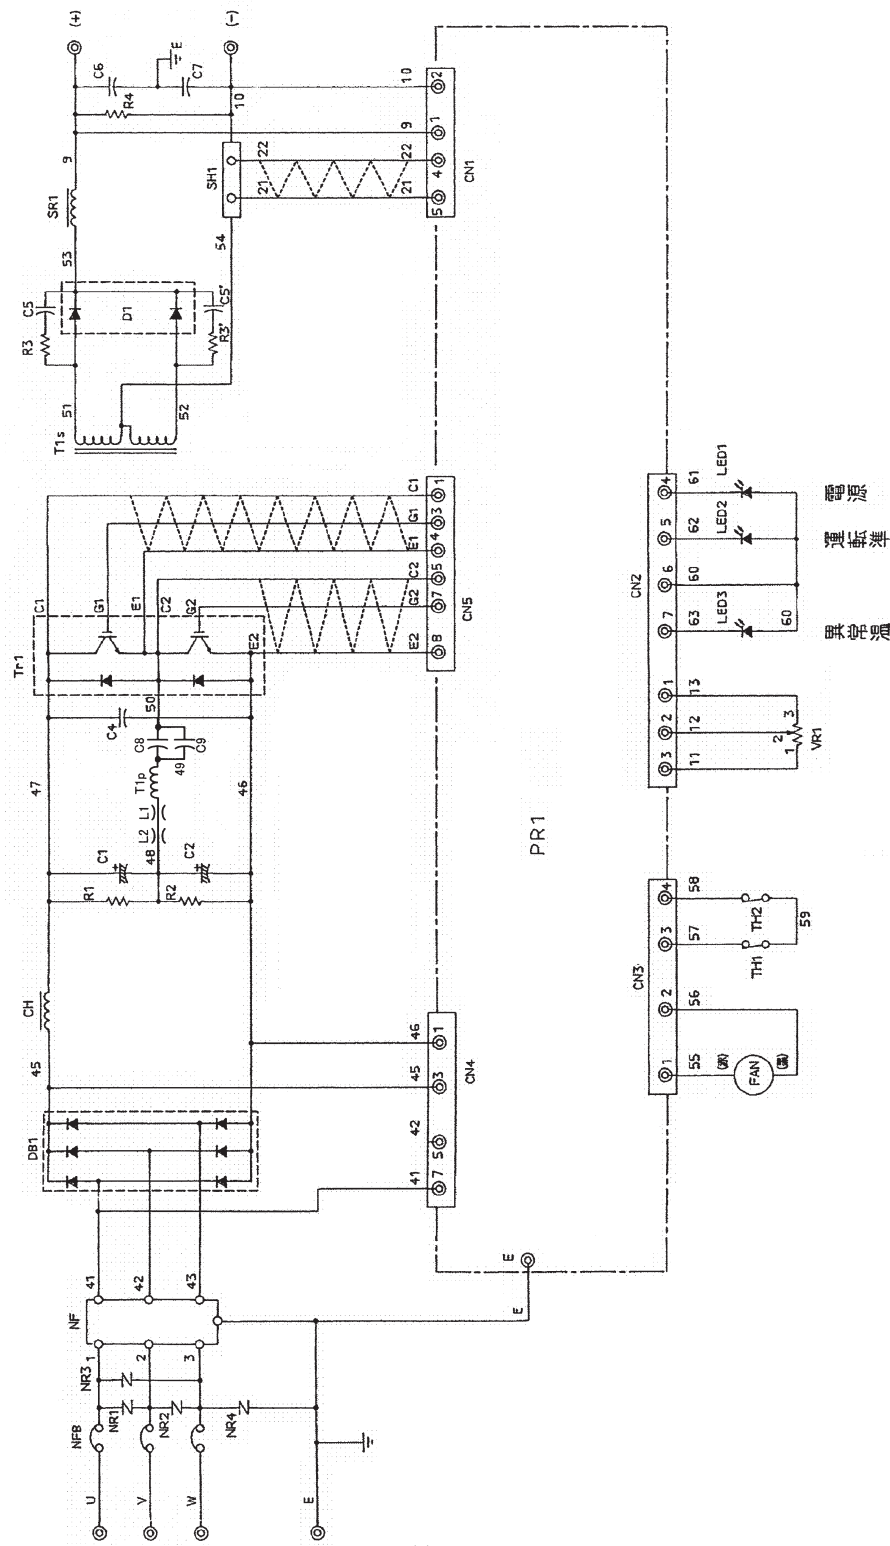 U
V
W
E
NFB
NR1
NR2
NR3
NR4
1
2
3
NF
41
42
43
E
E
DB1
45
CH
47
46
R1
R2
C1
C2
48
L2
L1
T1p
49
C8
C9
50
C4
Tr1
C1
G1
E1
C2
G2
E2
C1
G1
E1
C2
G2
E2
1
3
4
5
7
8
CN5
T1s
51
52
R3
C5
R3'
C5'
D1
53
54
SR1
9
SH1
21
22
21
22
9
10
10
R4
C6
C7
E
(+)
(-)
5
4
1
2
CN1
41
42
45
46
7
5
3
1
CN4
PR1
CN3
1
2
3
4
55
56
57
58
FAN
TH1
TH2
59
CN2
3
2
1
7
6
5
4
11
12
13
63
60
62
61
1
2
3
VR1
LED3
LED2
LED1
60
異常温
運転準
電源